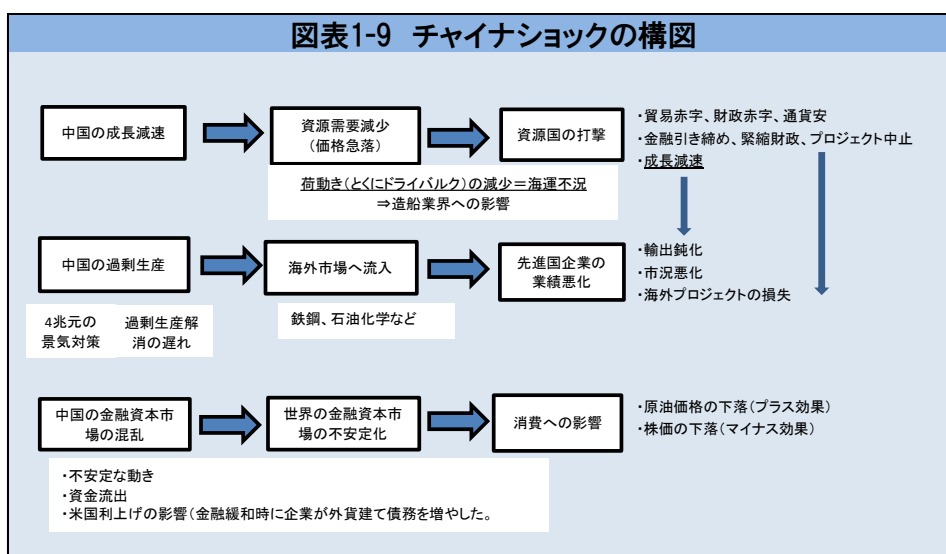 図表1-9 チャイナショックの構図
中国の成長減速
資源需要減少
(価格急落)
資源国の打撃
・貿易赤字、財政赤字、通貨安
・金融引き締め、緊縮財政、プロジェクト中止
・成長減速
荷動き(とくにドライバルク)の減少=海運不況
⇒造船業界への影響
中国の過剰生産
海外市場へ流入
先進国企業の
業績悪化
・輸出鈍化
・市況悪化
・海外プロジェクトの損失
4兆元の
景気対策
過剰生産解
消の遅れ
鉄鋼、石油化学など
中国の金融資本市
場の混乱
世界の金融資本市
場の不安定化
消費への影響
・原油価格の下落(プラス効果)
・株価の下落(マイナス効果)
・不安定な動き
・資金流出
・米国利上げの影響(金融緩和時に企業が外貨建て債務を増やした。